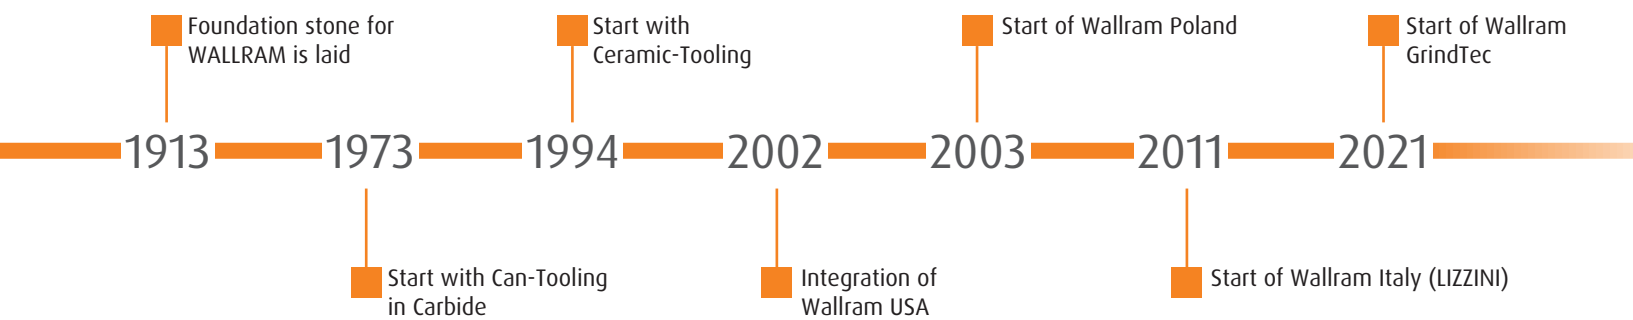 Foundation stone for
WALLRAM is laid
Start with
Ceramic-Tooling
Start of Wallram Poland
Start of Wallram
GrindTec
1913
1973
1994
2002
2003
2011
2021
Start with Can-Tooling
in Carbide
Integration of
Wallram USA
Start of Wallram Italy (LIZZINI)